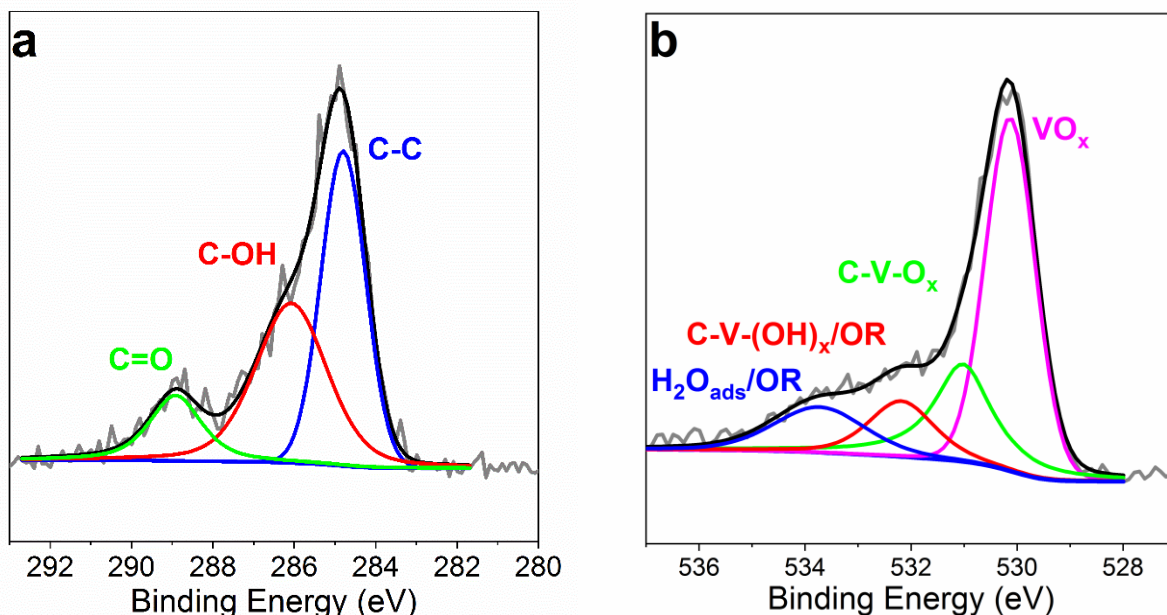 a
C-C
C-OH
C=O
292 290 288 286 284 282 280
Binding Energy (eV)
b
VOₓ
C-V-Oₓ
C-V-(OH)ₓ/OR
H₂Oₐdₛ/OR
536 534 532 530 528
Binding Energy (eV)